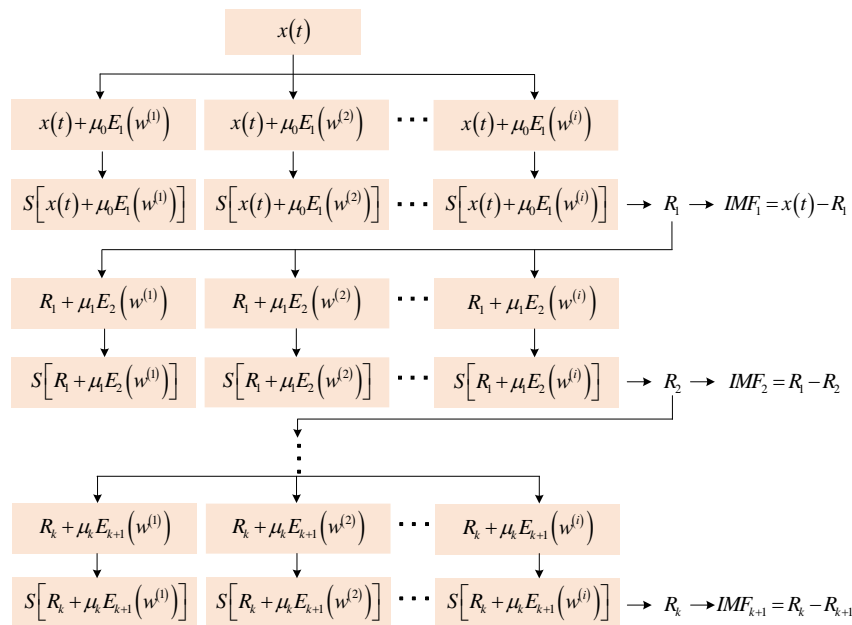 x(t)
x(t)+μ₀E₁(w⁽¹⁾) x(t)+μ₀E₁(w⁽²⁾) ··· x(t)+μ₀E₁(w⁽ⁱ⁾)
S[x(t)+μ₀E₁(w⁽¹⁾)] S[x(t)+μ₀E₁(w⁽²⁾)] ··· S[x(t)+μ₀E₁(w⁽ⁱ⁾)] → R₁ → IMF₁=x(t)−R₁
R₁+μ₁E₂(w⁽¹⁾) R₁+μ₁E₂(w⁽²⁾) ··· R₁+μ₁E₂(w⁽ⁱ⁾)
S[R₁+μ₁E₂(w⁽¹⁾)] S[R₁+μ₁E₂(w⁽²⁾)] ··· S[R₁+μ₁E₂(w⁽ⁱ⁾)] → R₂ → IMF₂=R₁−R₂
Rₖ+μₖEₖ₊₁(w⁽¹⁾) Rₖ+μₖEₖ₊₁(w⁽²⁾) ··· Rₖ+μₖEₖ₊₁(w⁽ⁱ⁾)
S[Rₖ+μₖEₖ₊₁(w⁽¹⁾)] S[Rₖ+μₖEₖ₊₁(w⁽²⁾)] ··· S[Rₖ+μₖEₖ₊₁(w⁽ⁱ⁾)] → Rₖ → IMFₖ₊₁=Rₖ−Rₖ₊₁